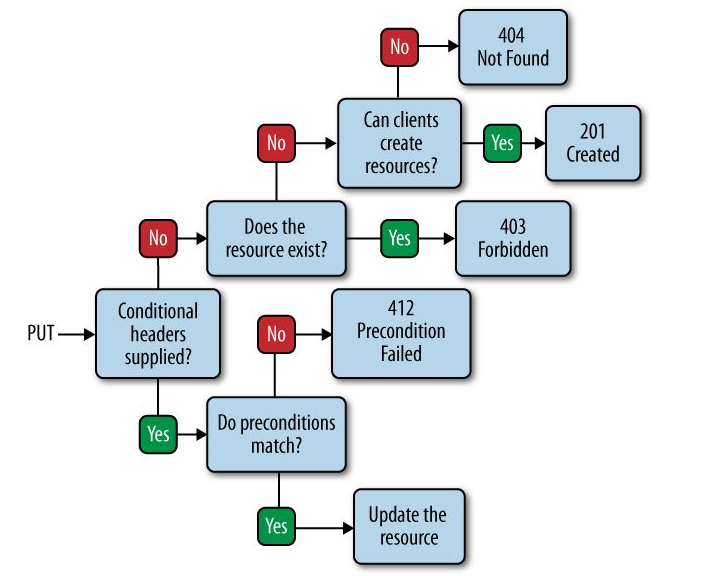 No
404
Not Found
Can clients
create
resources?
Yes
201
Created
No
Does the
resource exist?
Yes
403
Forbidden
No
Conditional
headers
supplied?
PUT
No
412
Precondition
Failed
Yes
Do preconditions
match?
Yes
Update the
resource